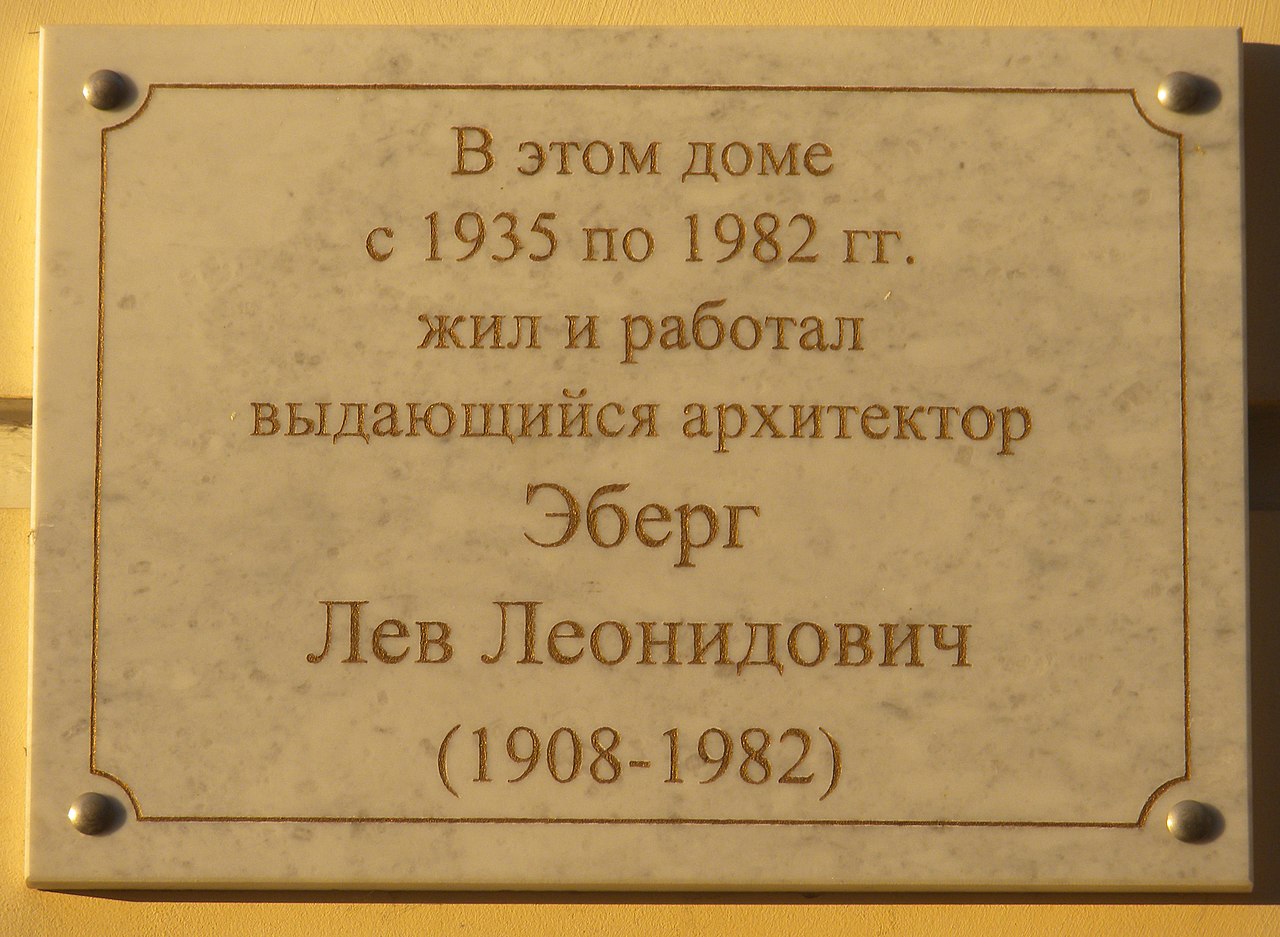 В этом доме
с 1935 по 1982 гг.
жил и работал
выдающийся архитектор
Эберг
Лев Леонидович
(1908-1982)